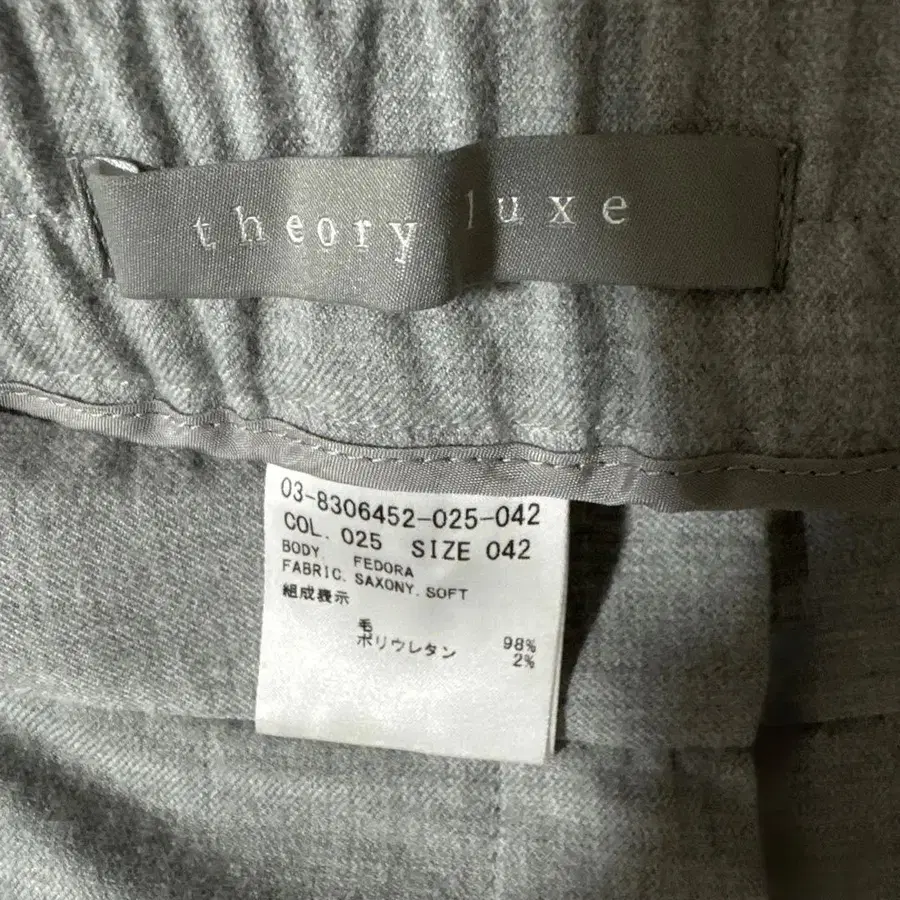 theory luxe
03-8306452-025-042
COL. 025 SIZE 042
BODY. FEDORA
FABRIC. SAXONY. SOFT
組成表示
毛 98%
ポリウレタン 2%